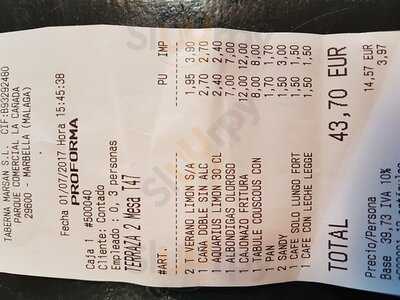 TABERNA MARSAN S.L. CIF:B93292480
PARQUE COMERCIAL LA CAÑADA
29600 - MARBELLA (MALAGA)
Fecha 01/07/2017 Hora 15:45:38
PROFORMA
Caja 1 #500040
Cliente: Contado
Empleado : 0, 3 personas
TERRAZA 2 Mesa T47
#ART. PU IMP
2 T VERANO LIMON S/A 1,95 3,90
1 CAÑA DOBLE SIN ALC 2,70 2,70
1 AQUARIUS LIMON 30 CL 2,40 2,40
1 ALBONDIGAS OLOROSO 7,00 7,00
1 CAJONAZO FRITURA 12,00 12,00
1 TABULE COUSCOUS CON 8,00 8,00
1 PAN 1,70 1,70
2 SANDY 1,50 3,00
1 CAFE SOLO LUNGO FORT 1,50 1,50
1 CAFE CON LECHE LEGGE 1,50 1,50
TOTAL 43,70 EUR
Precio/Persona 14,57 EUR
Base 39,73 IVA 10% 3,97